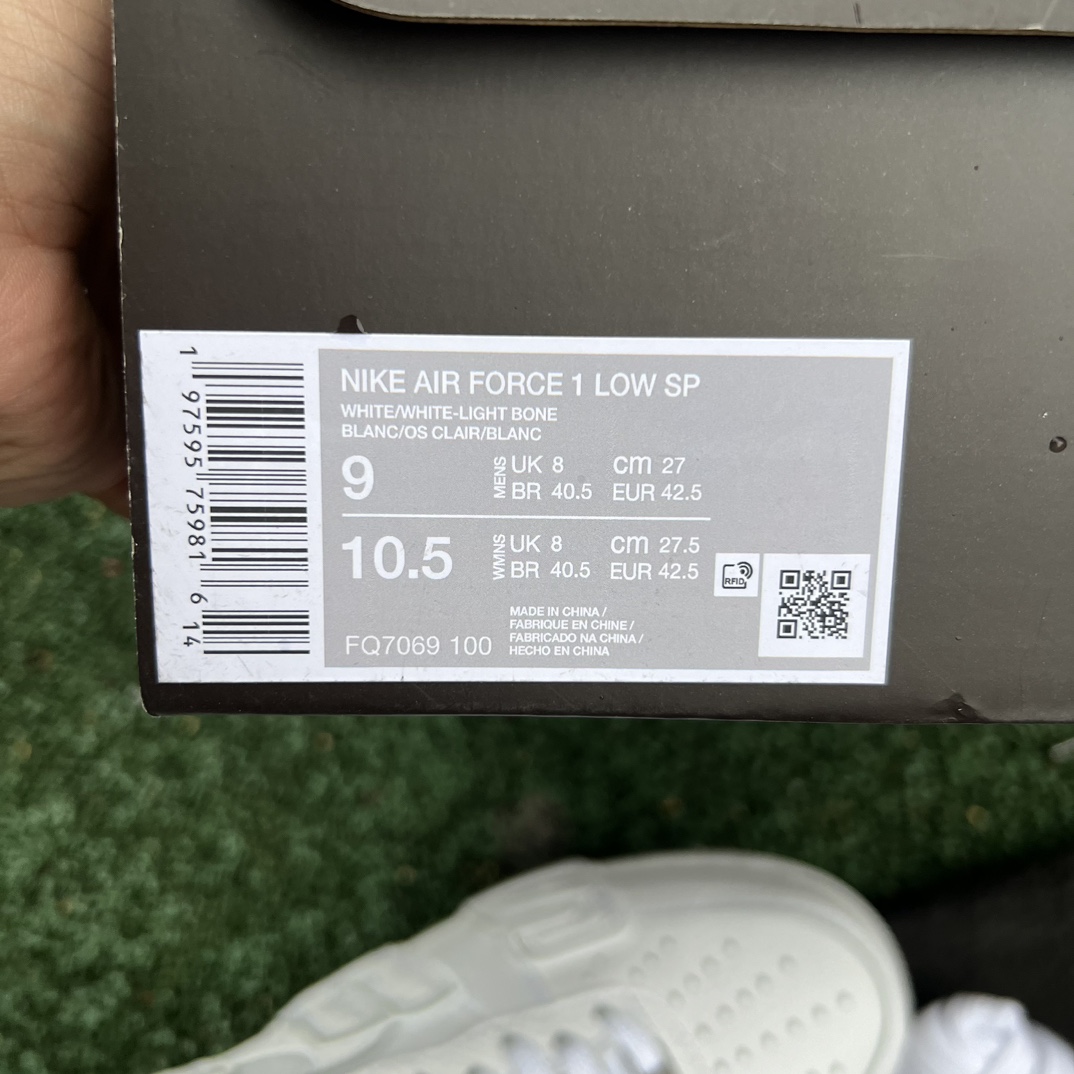 1 97595 75981 6 14
NIKE AIR FORCE 1 LOW SP
WHITE/WHITE-LIGHT BONE
BLANC/OS CLAIR/BLANC
9 MENS UK 8 cm 27
BR 40.5 EUR 42.5
10.5 WMNS UK 8 cm 27.5
BR 40.5 EUR 42.5
RFID
MADE IN CHINA /
FABRIQUE EN CHINE /
FABRICADO NA CHINA /
HECHO EN CHINA
FQ7069 100